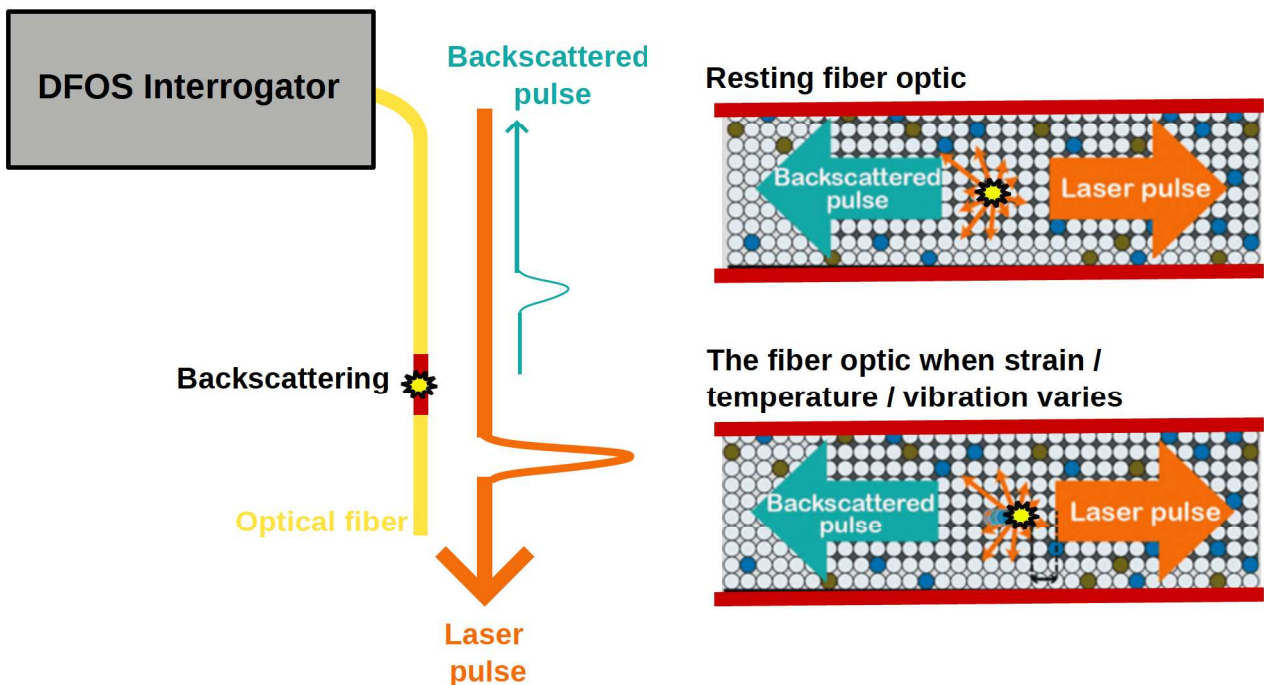 DFOS Interrogator
Backscattered
pulse
Backscattering
Optical fiber
Laser
pulse
Resting fiber optic
Backscattered
pulse
Laser pulse
The fiber optic when strain /
temperature / vibration varies
Backscattered
pulse
Laser pulse